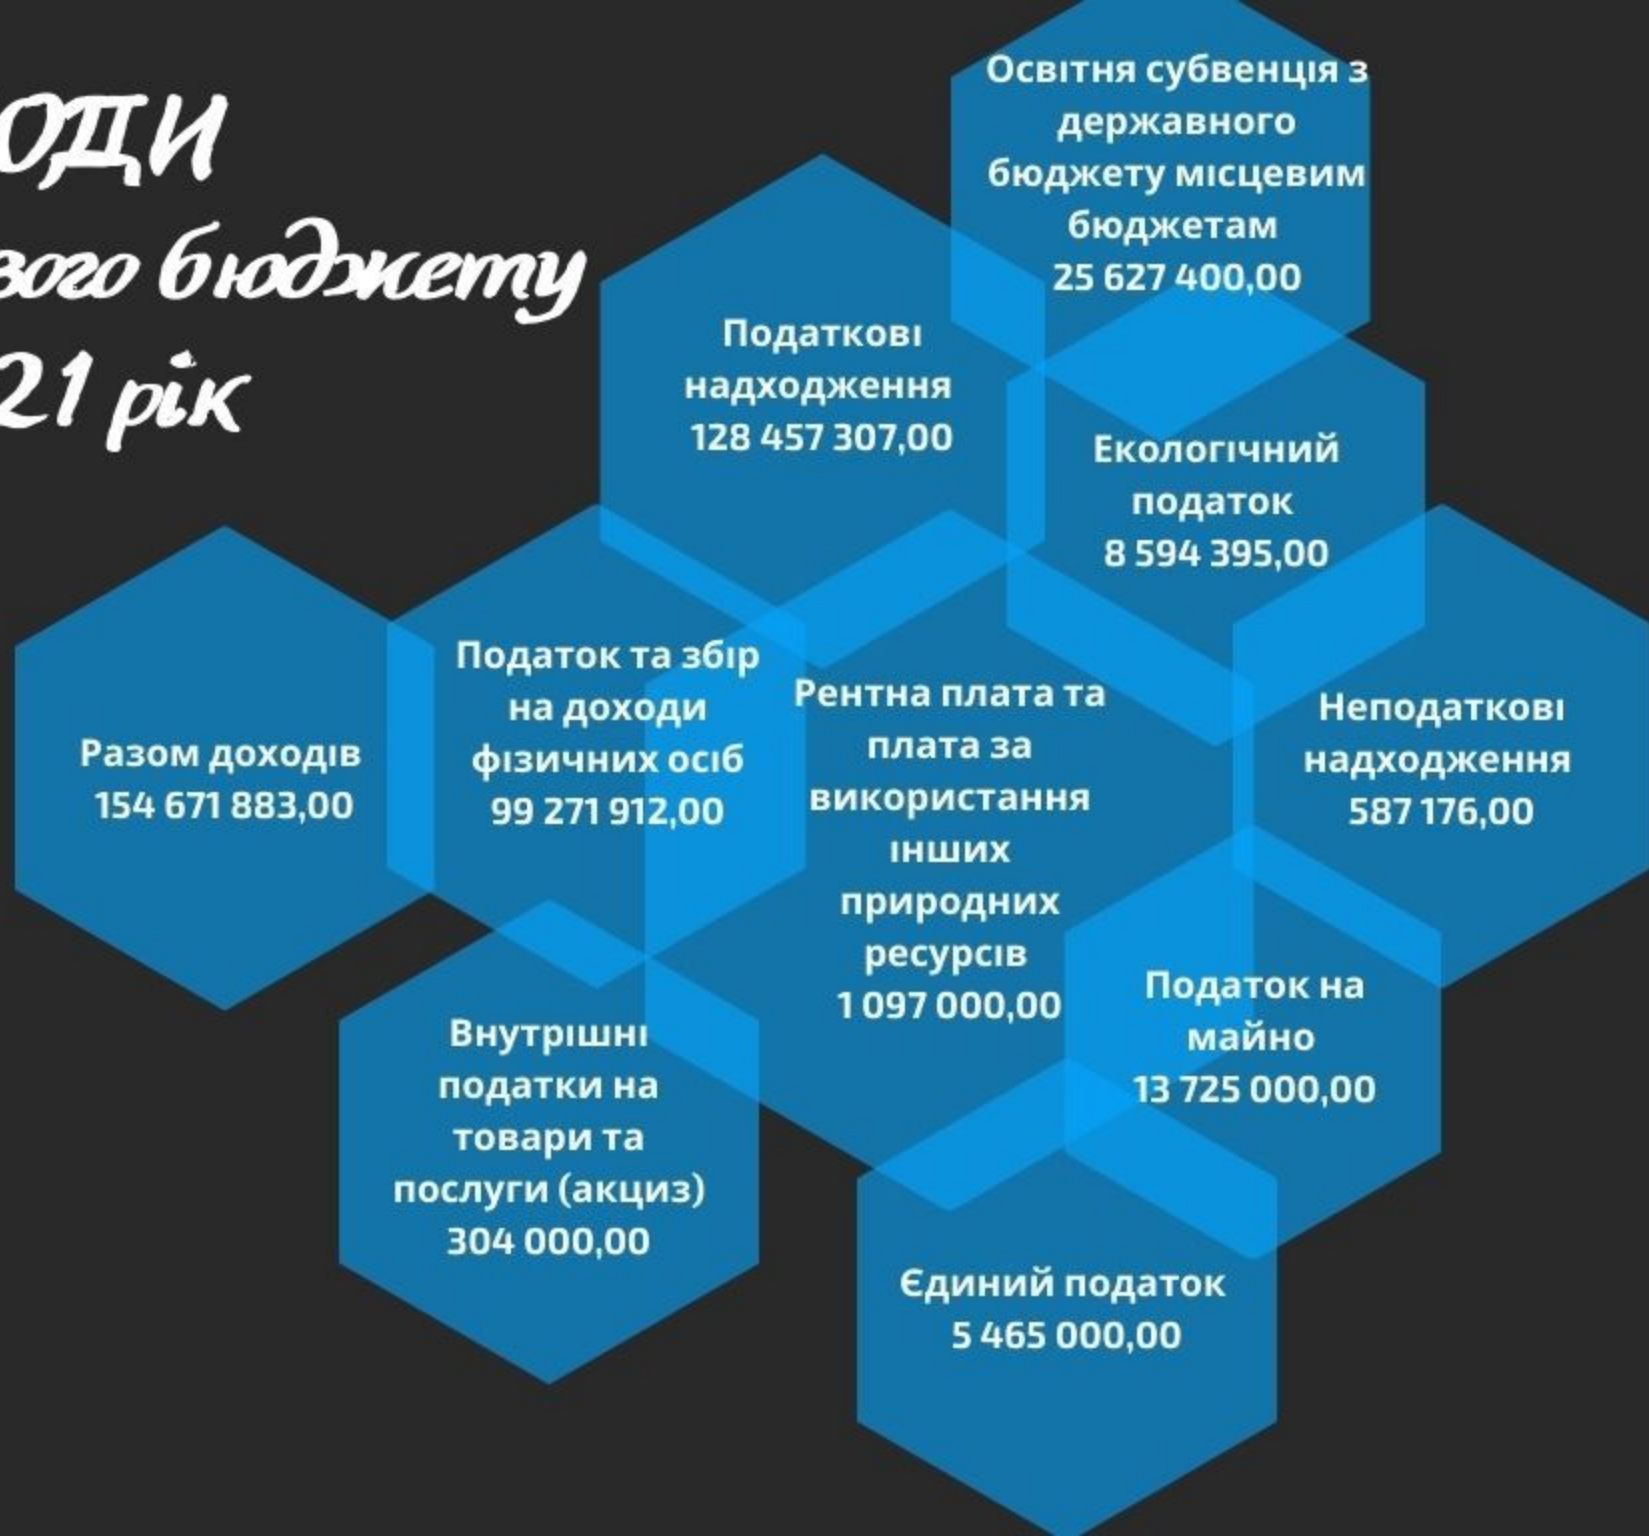 ОДИ
вого бюджету
21 рік
Освітня субвенція з
державного
бюджету місцевим
бюджетам
25 627 400,00
Податкові
надходження
128 457 307,00
Екологічний
податок
8 594 395,00
Разом доходів
154 671 883,00
Податок та збір
на доходи
фізичних осіб
99 271 912,00
Рентна плата та
плата за
використання
інших
природних
ресурсів
1 097 000,00
Неподаткові
надходження
587 176,00
Внутрішні
податки на
товари та
послуги (акциз)
304 000,00
Податок на
майно
13 725 000,00
Єдиний податок
5 465 000,00